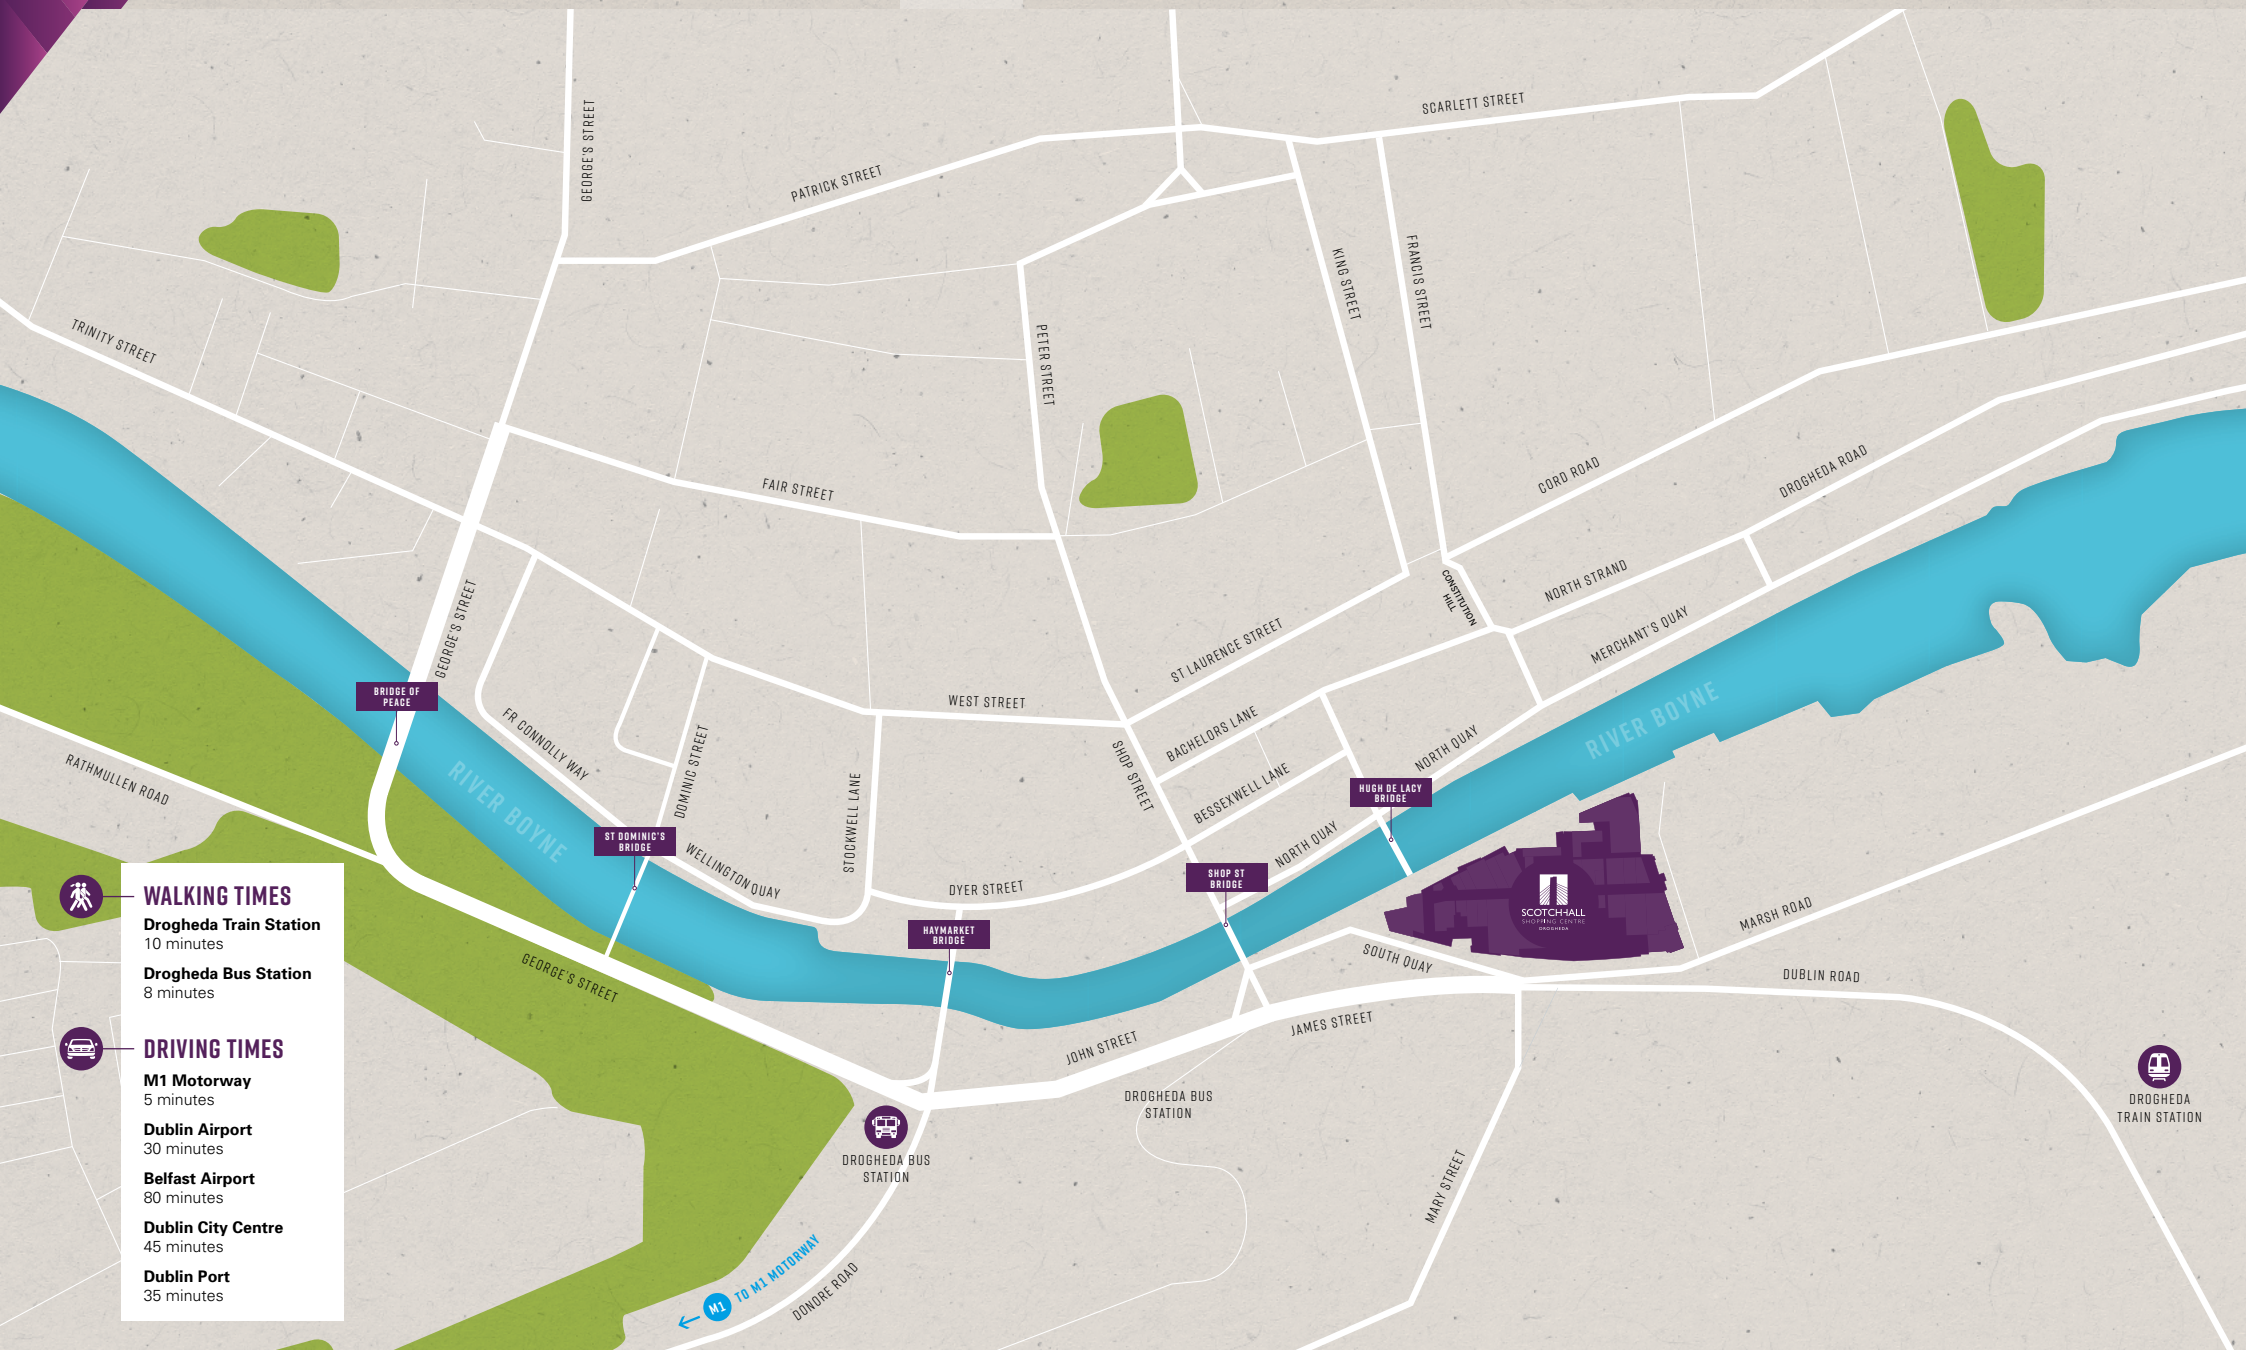 GEORGE'S STREET
PATRICK STREET
SCARLETT STREET
KING STREET
FRANCIS STREET
TRINITY STREET
PETER STREET
FAIR STREET
CORD ROAD
DROGHEDA ROAD
GEORGE'S STREET
CONSTITUTION
HILL
NORTH STRAND
MERCHANT'S QUAY
ST LAURENCE STREET
BRIDGE OF
PEACE
WEST STREET
FR CONNOLLY WAY
DOMINIC STREET
SHOP STREET
BACHELORS LANE
NORTH QUAY
RIVER BOYNE
RATHMULLEN ROAD
RIVER BOYNE
STOCKWELL LANE
BESSEXWELL LANE
HUGH DE LACY
BRIDGE
ST DOMINIC'S
BRIDGE
WELLINGTON QUAY
NORTH QUAY
DYER STREET
SHOP ST
BRIDGE
HAYMARKET
BRIDGE
SCOTCH HALL
SHOPPING CENTRE
DROGHEDA
MARSH ROAD
SOUTH QUAY
DUBLIN ROAD
GEORGE'S STREET
JAMES STREET
JOHN STREET
DROGHEDA BUS
STATION
DROGHEDA
TRAIN STATION
DROGHEDA BUS
STATION
MARY STREET
M1 TO M1 MOTORWAY
DONORE ROAD
WALKING TIMES
Drogheda Train Station
10 minutes
Drogheda Bus Station
8 minutes
DRIVING TIMES
M1 Motorway
5 minutes
Dublin Airport
30 minutes
Belfast Airport
80 minutes
Dublin City Centre
45 minutes
Dublin Port
35 minutes